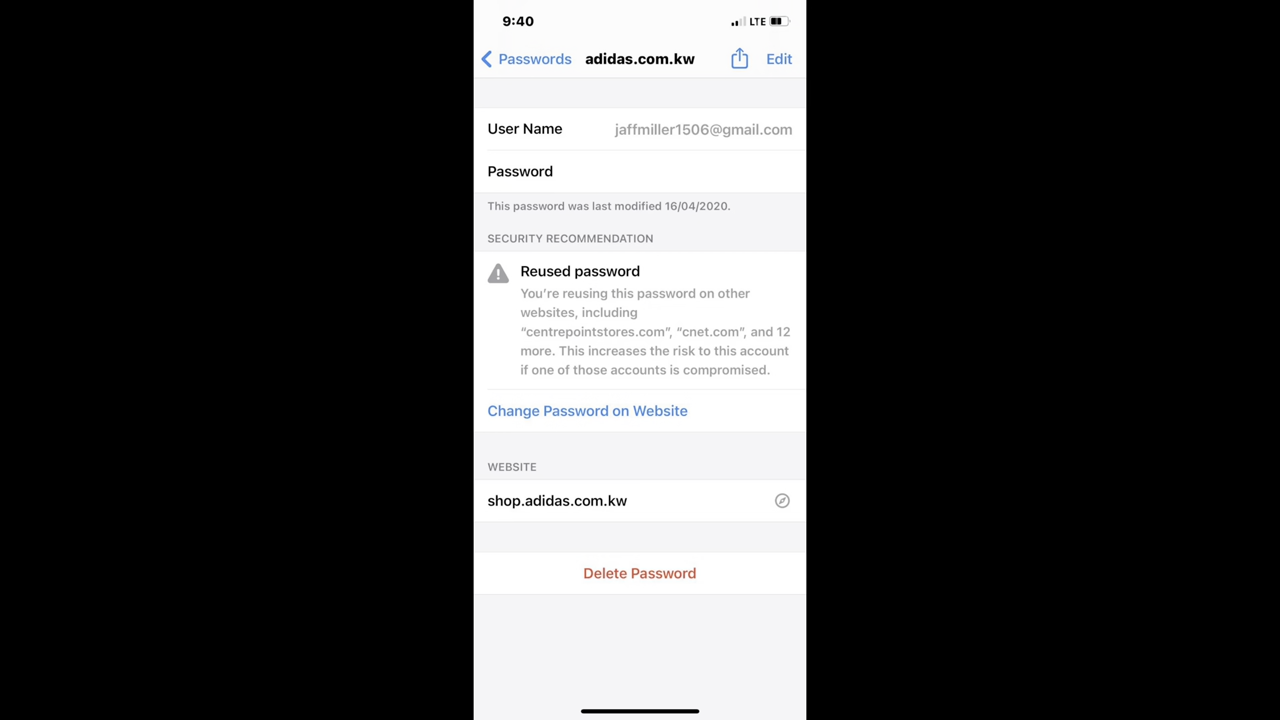 9:40 LTE
Passwords adidas.com.kw Edit
User Name jaffmiller1506@gmail.com
Password
This password was last modified 16/04/2020.
SECURITY RECOMMENDATION
Reused password
You’re reusing this password on other
websites, including
“centrepointstores.com”, “cnet.com”, and 12
more. This increases the risk to this account
if one of those accounts is compromised.
Change Password on Website
WEBSITE
shop.adidas.com.kw
Delete Password